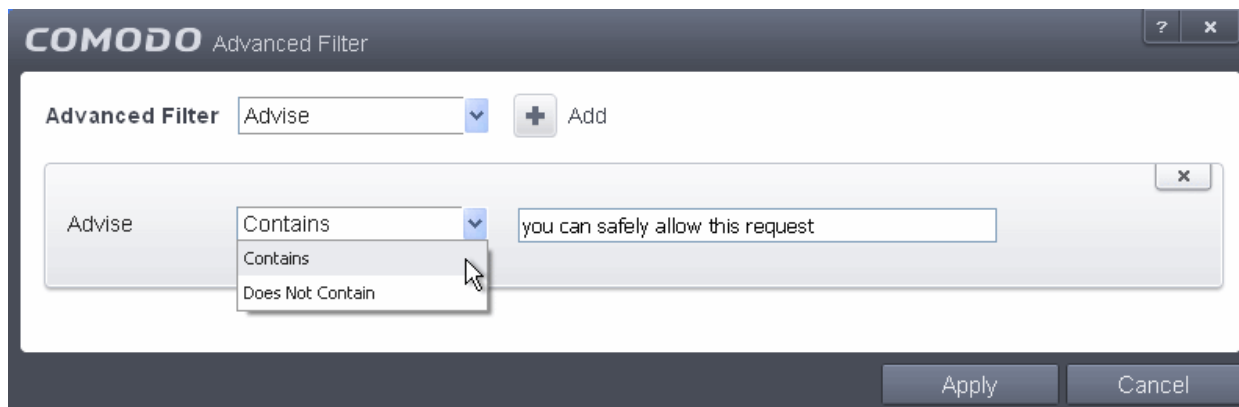 COMODO Advanced Filter ? x
Advanced Filter Advise + Add
x
Advise Contains you can safely allow this request
Contains
Does Not Contain
Apply Cancel